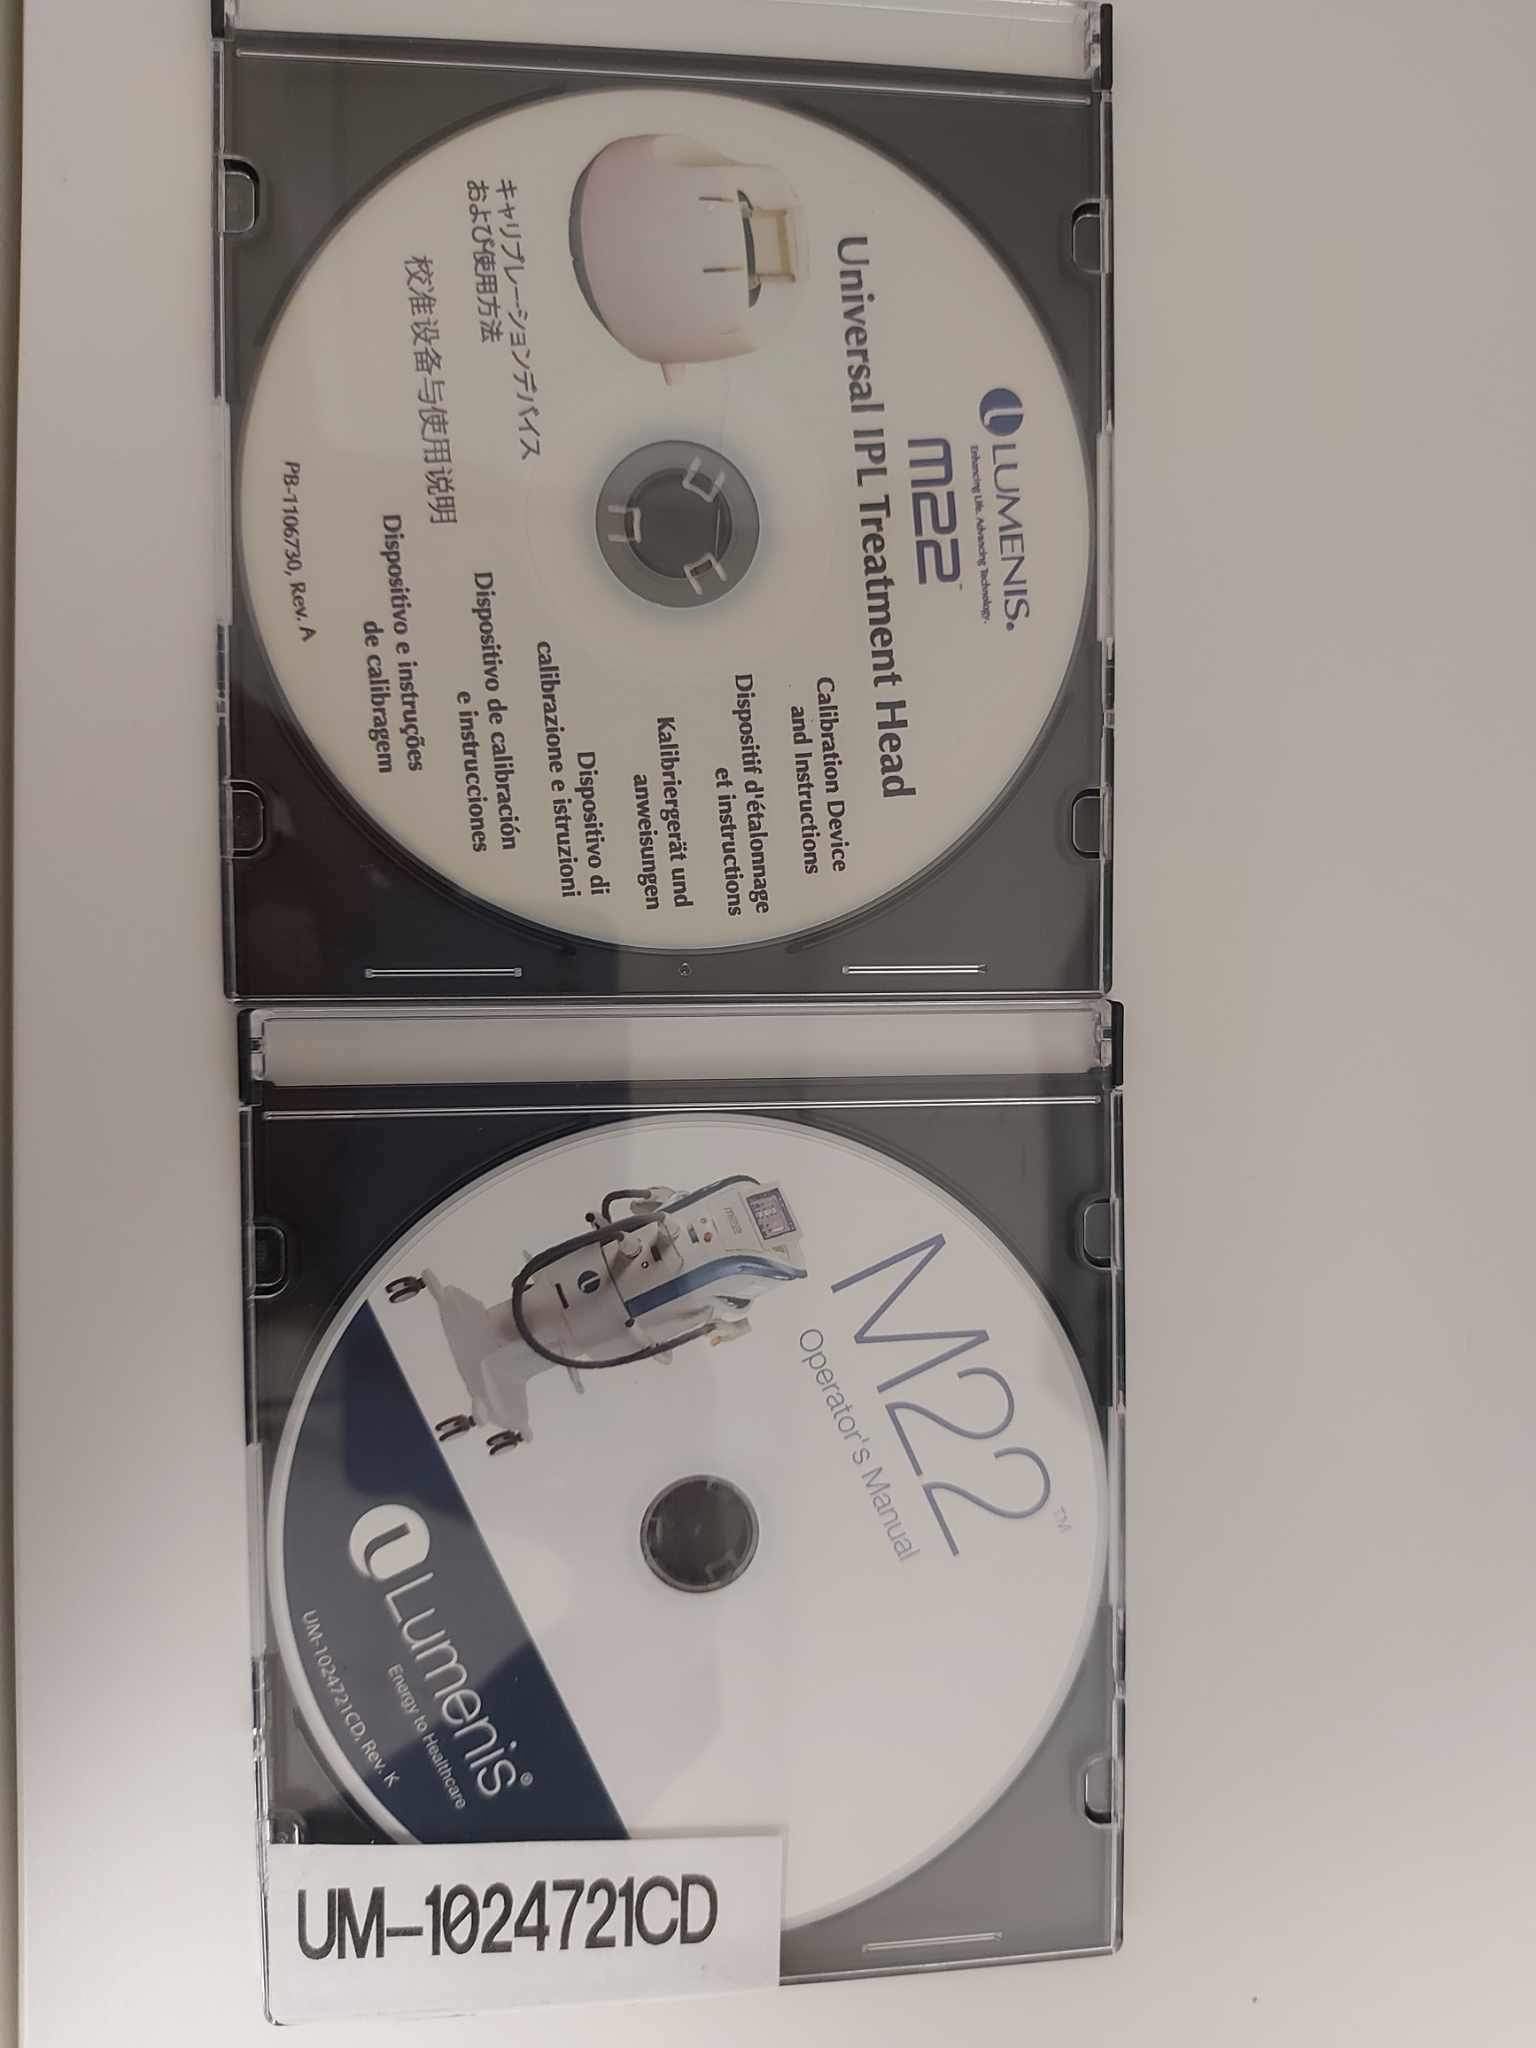 LUMENIS®
Enhancing Life. Advancing Technology.
m22™
Universal IPL Treatment Head
Calibration Device
and Instructions
Dispositif d'étalonnage
et instructions
Kalibriergerät und
anweisungen
Dispositivo di
calibrazione e istruzioni
Dispositivo de calibración
e instrucciones
Dispositivo e instruções
de calibragem
キャリブレーションデバイス
および使用方法
校准设备与使用说明
PB-1106730, Rev. A
M22™
Operator's Manual
m22
Lumenis®
Energy to Healthcare
UM-1024721CD, Rev. K
UM-1024721CD